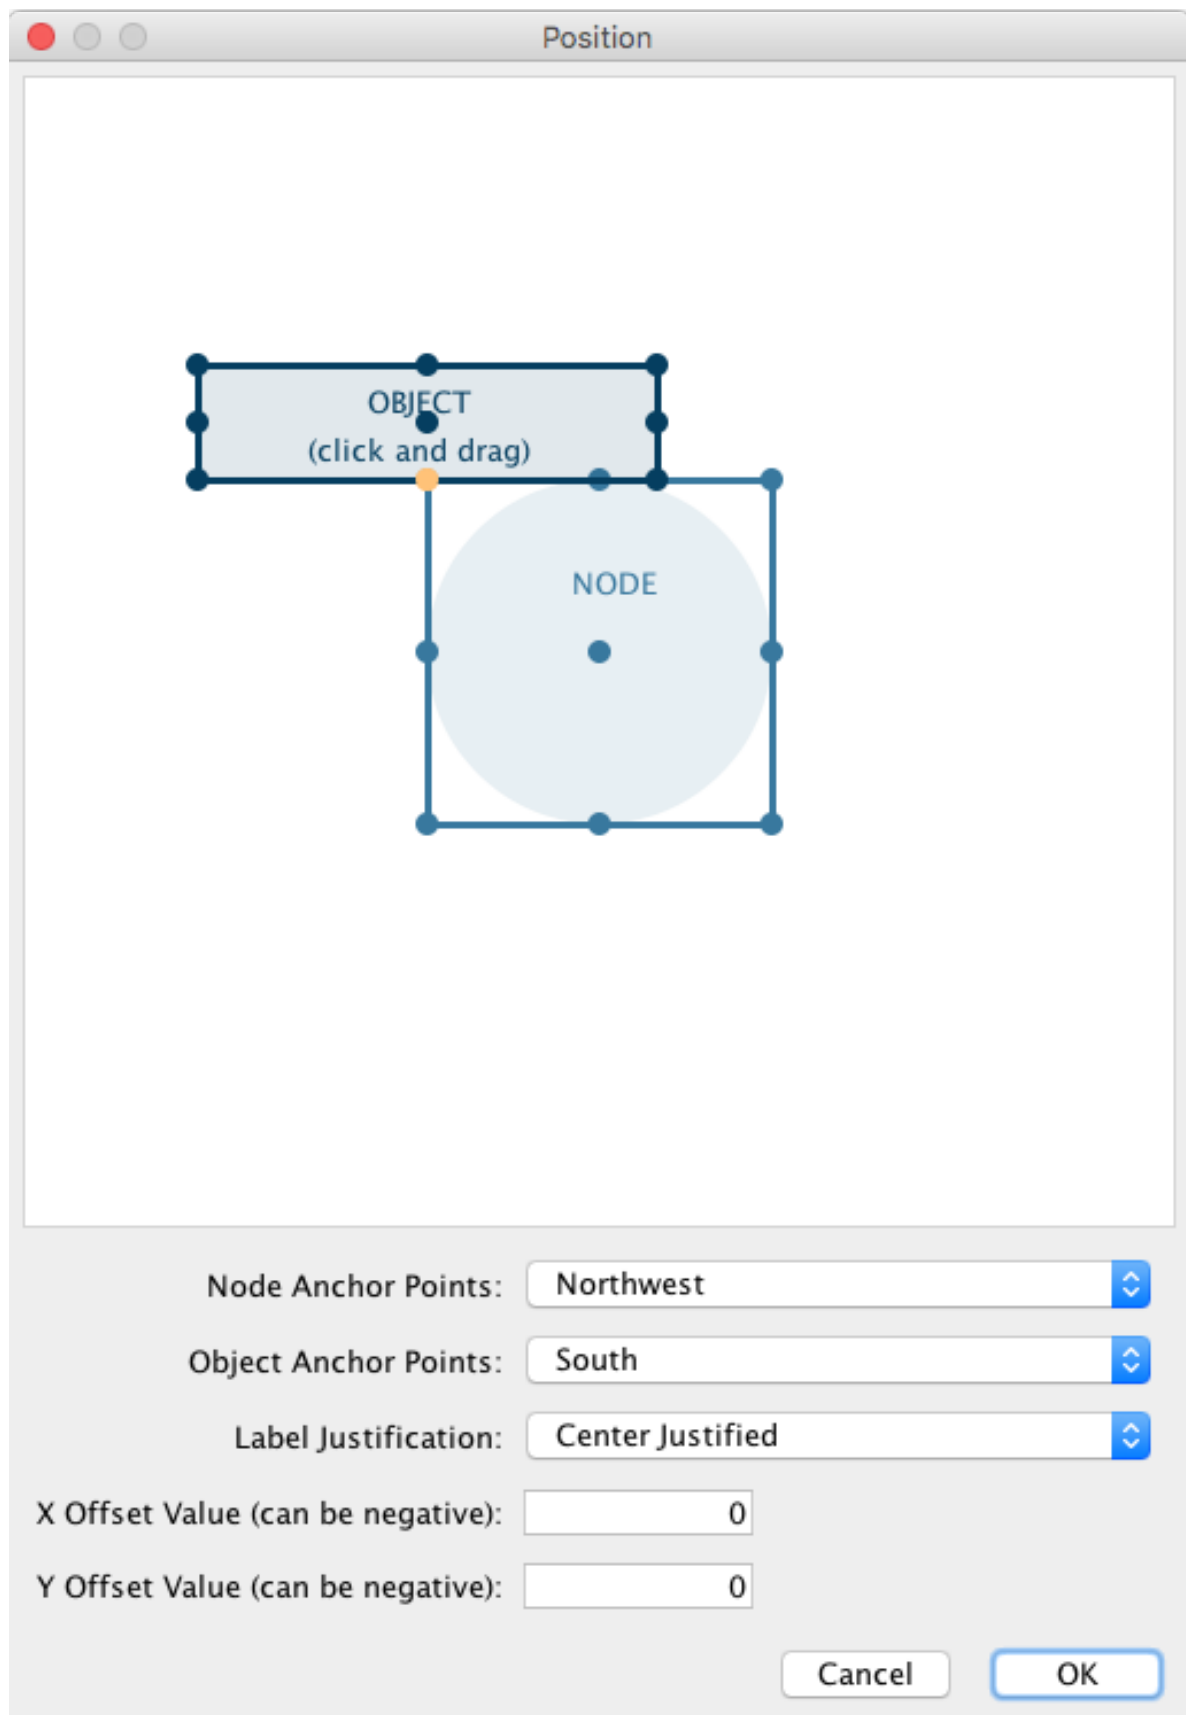 Position
OBJECT
(click and drag)
NODE
Node Anchor Points: Northwest
Object Anchor Points: South
Label Justification: Center Justified
X Offset Value (can be negative): 0
Y Offset Value (can be negative): 0
Cancel OK